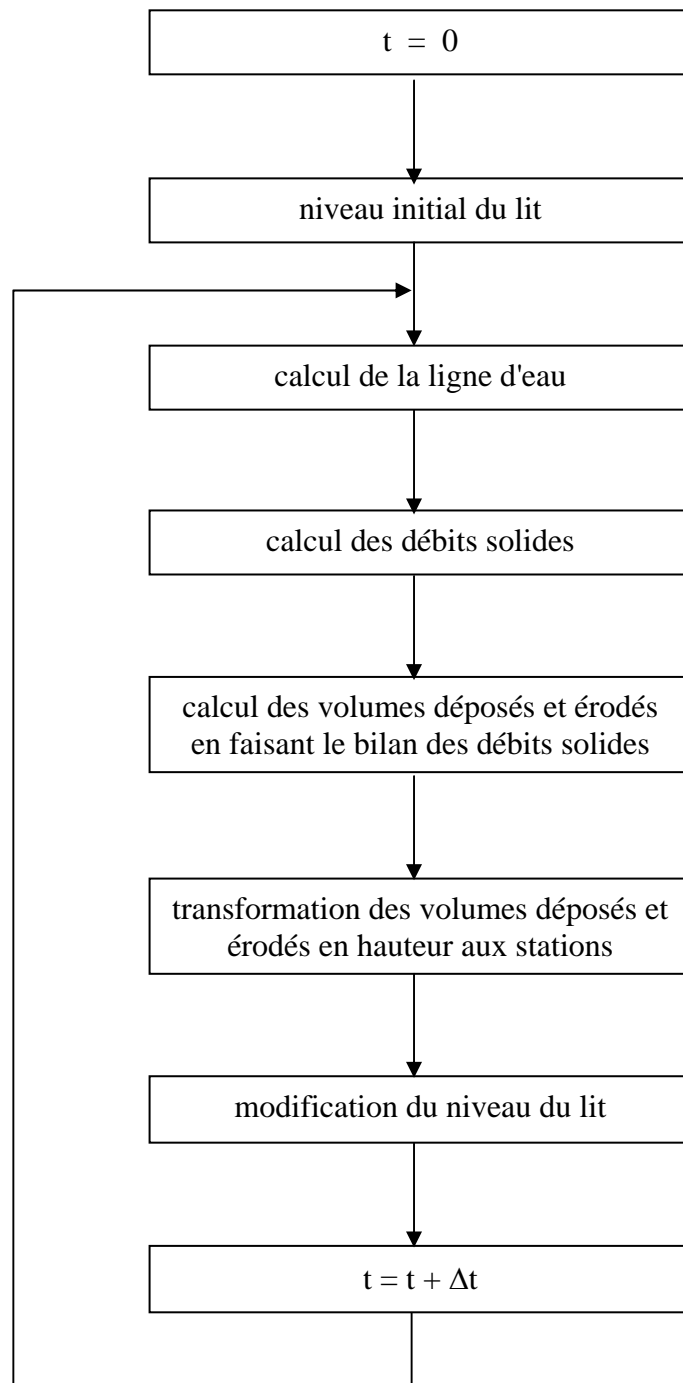 t = 0
niveau initial du lit
calcul de la ligne d'eau
calcul des débits solides
calcul des volumes déposés et érodés
en faisant le bilan des débits solides
transformation des volumes déposés et
érodés en hauteur aux stations
modification du niveau du lit
t = t + Δt